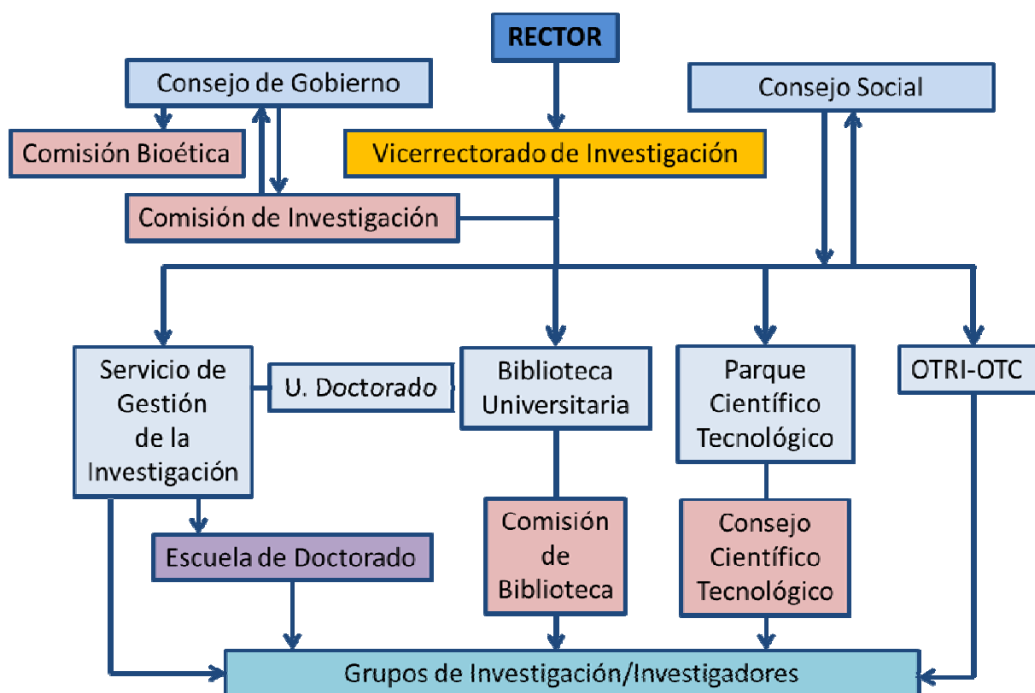 RECTOR
Consejo de Gobierno
Consejo Social
Comisión Bioética
Vicerrectorado de Investigación
Comisión de Investigación
Servicio de
Gestión
de la
Investigación
U. Doctorado
Biblioteca
Universitaria
Parque
Científico
Tecnológico
OTRI-OTC
Escuela de Doctorado
Comisión
de
Biblioteca
Consejo
Científico
Tecnológico
Grupos de Investigación/Investigadores